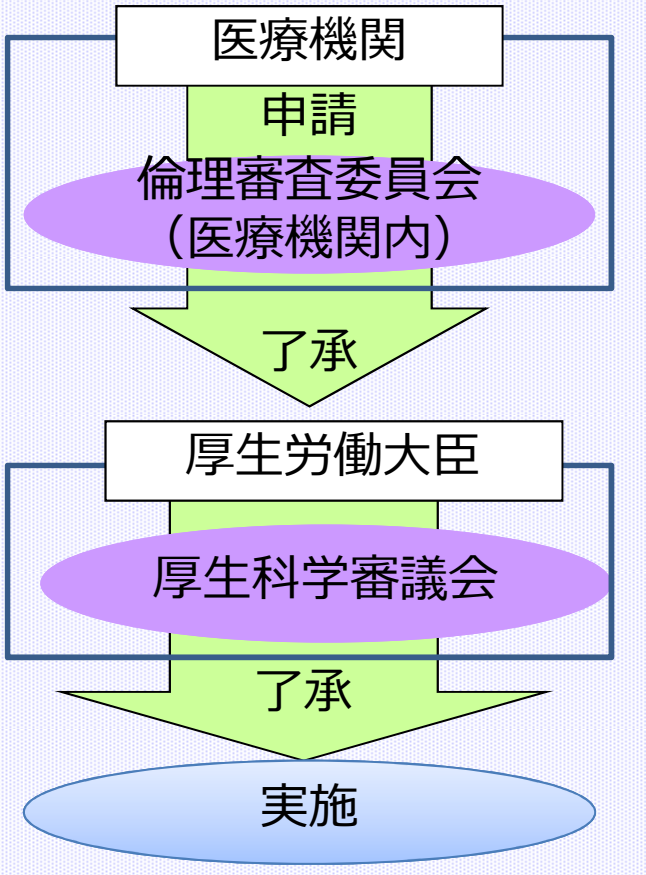 医療機関
申請
倫理審査委員会
（医療機関内）
了承
厚生労働大臣
厚生科学審議会
了承
実施